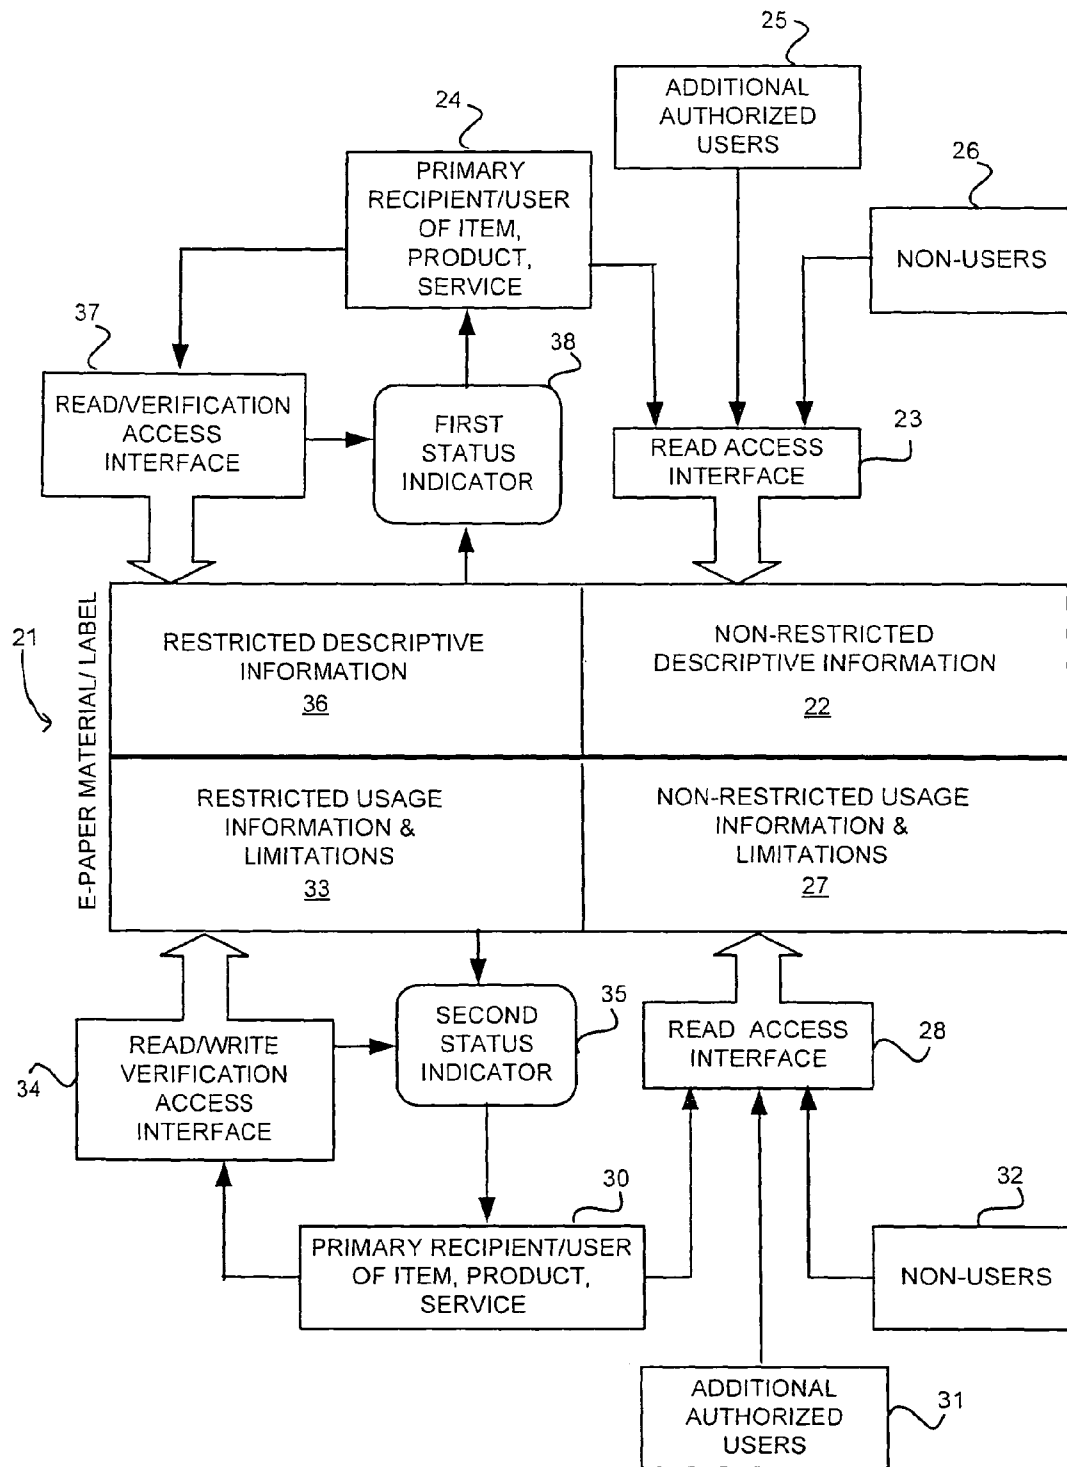 25
ADDITIONAL
AUTHORIZED
USERS
24
PRIMARY
RECIPIENT/USER
OF ITEM,
PRODUCT,
SERVICE
26
NON-USERS
37
READ/VERIFICATION
ACCESS
INTERFACE
38
FIRST
STATUS
INDICATOR
23
READ ACCESS
INTERFACE
21
E-PAPER MATERIAL/ LABEL
RESTRICTED DESCRIPTIVE
INFORMATION
36
NON-RESTRICTED
DESCRIPTIVE INFORMATION
22
RESTRICTED USAGE
INFORMATION &
LIMITATIONS
33
NON-RESTRICTED USAGE
INFORMATION &
LIMITATIONS
27
34
READ/WRITE
VERIFICATION
ACCESS
INTERFACE
35
SECOND
STATUS
INDICATOR
28
READ ACCESS
INTERFACE
30
PRIMARY RECIPIENT/USER
OF ITEM, PRODUCT,
SERVICE
32
NON-USERS
31
ADDITIONAL
AUTHORIZED
USERS